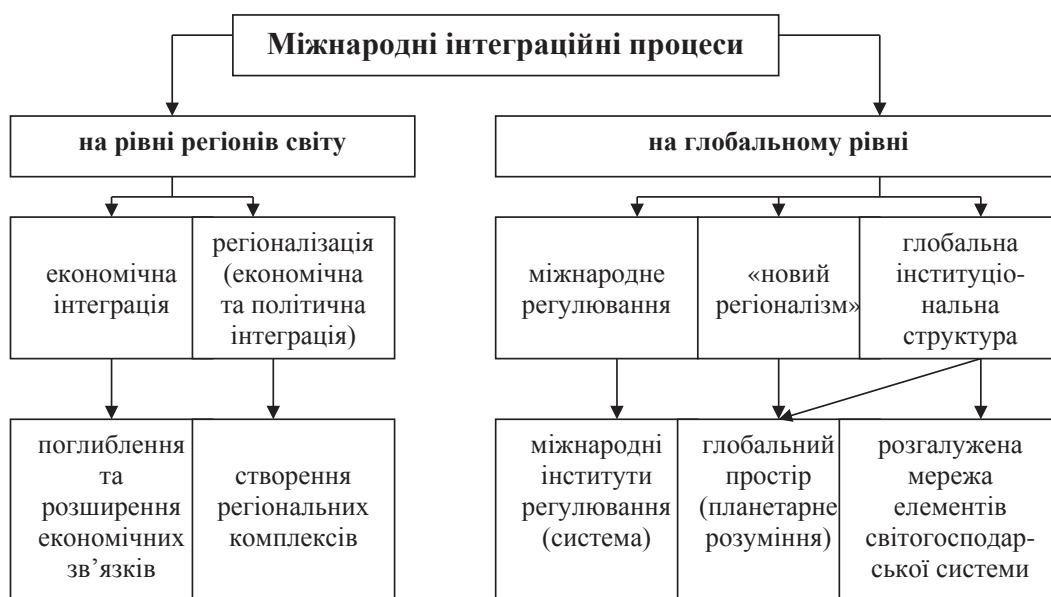 Міжнародні інтеграційні процеси
на рівні регіонів світу
на глобальному рівні
економічна
інтеграція
регіоналізація
(економічна
та політична
інтеграція)
міжнародне
регулювання
«новий
регіоналізм»
глобальна
інституціо-
нальна
структура
поглиблення
та
розширення
економічних
зв’язків
створення
регіональних
комплексів
міжнародні
інститути
регулювання
(система)
глобальний
простір
(планетарне
розуміння)
розгалужена
мережа
елементів
світогосподар-
ської системи